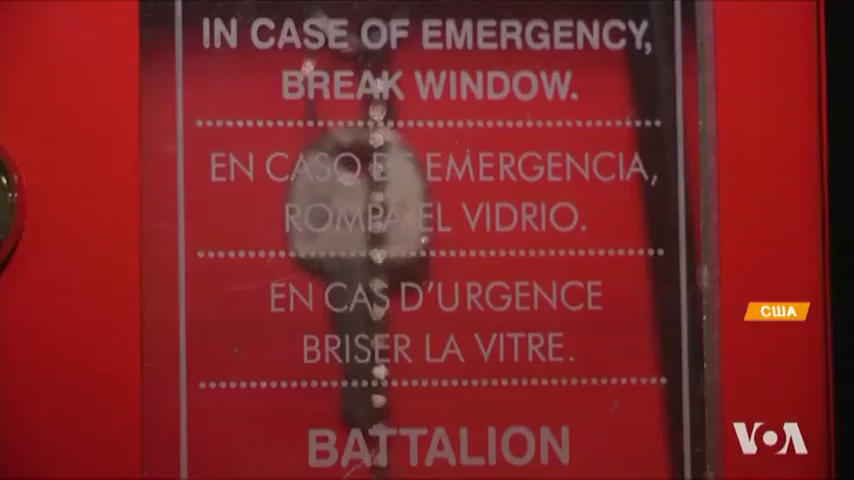 IN CASE OF EMERGENCY,
BREAK WINDOW.
EN CASO DE EMERGENCIA,
ROMPA EL VIDRIO.
EN CAS D'URGENCE
BRISER LA VITRE.
BATTALION
США
VOA